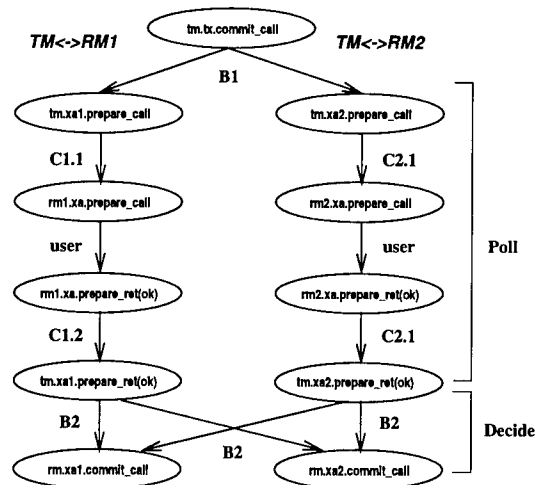 tm.tx.commit_call
TM<->RM1
TM<->RM2
B1
tm.xa1.prepare_call
tm.xa2.prepare_call
C1.1
C2.1
rm1.xa.prepare_call
rm2.xa.prepare_call
user
user
Poll
rm1.xa.prepare_ret(ok)
rm2.xa.prepare_ret(ok)
C1.2
C2.1
tm.xa1.prepare_ret(ok)
tm.xa2.prepare_ret(ok)
B2
B2
B2
Decide
rm.xa1.commit_call
rm.xa2.commit_call